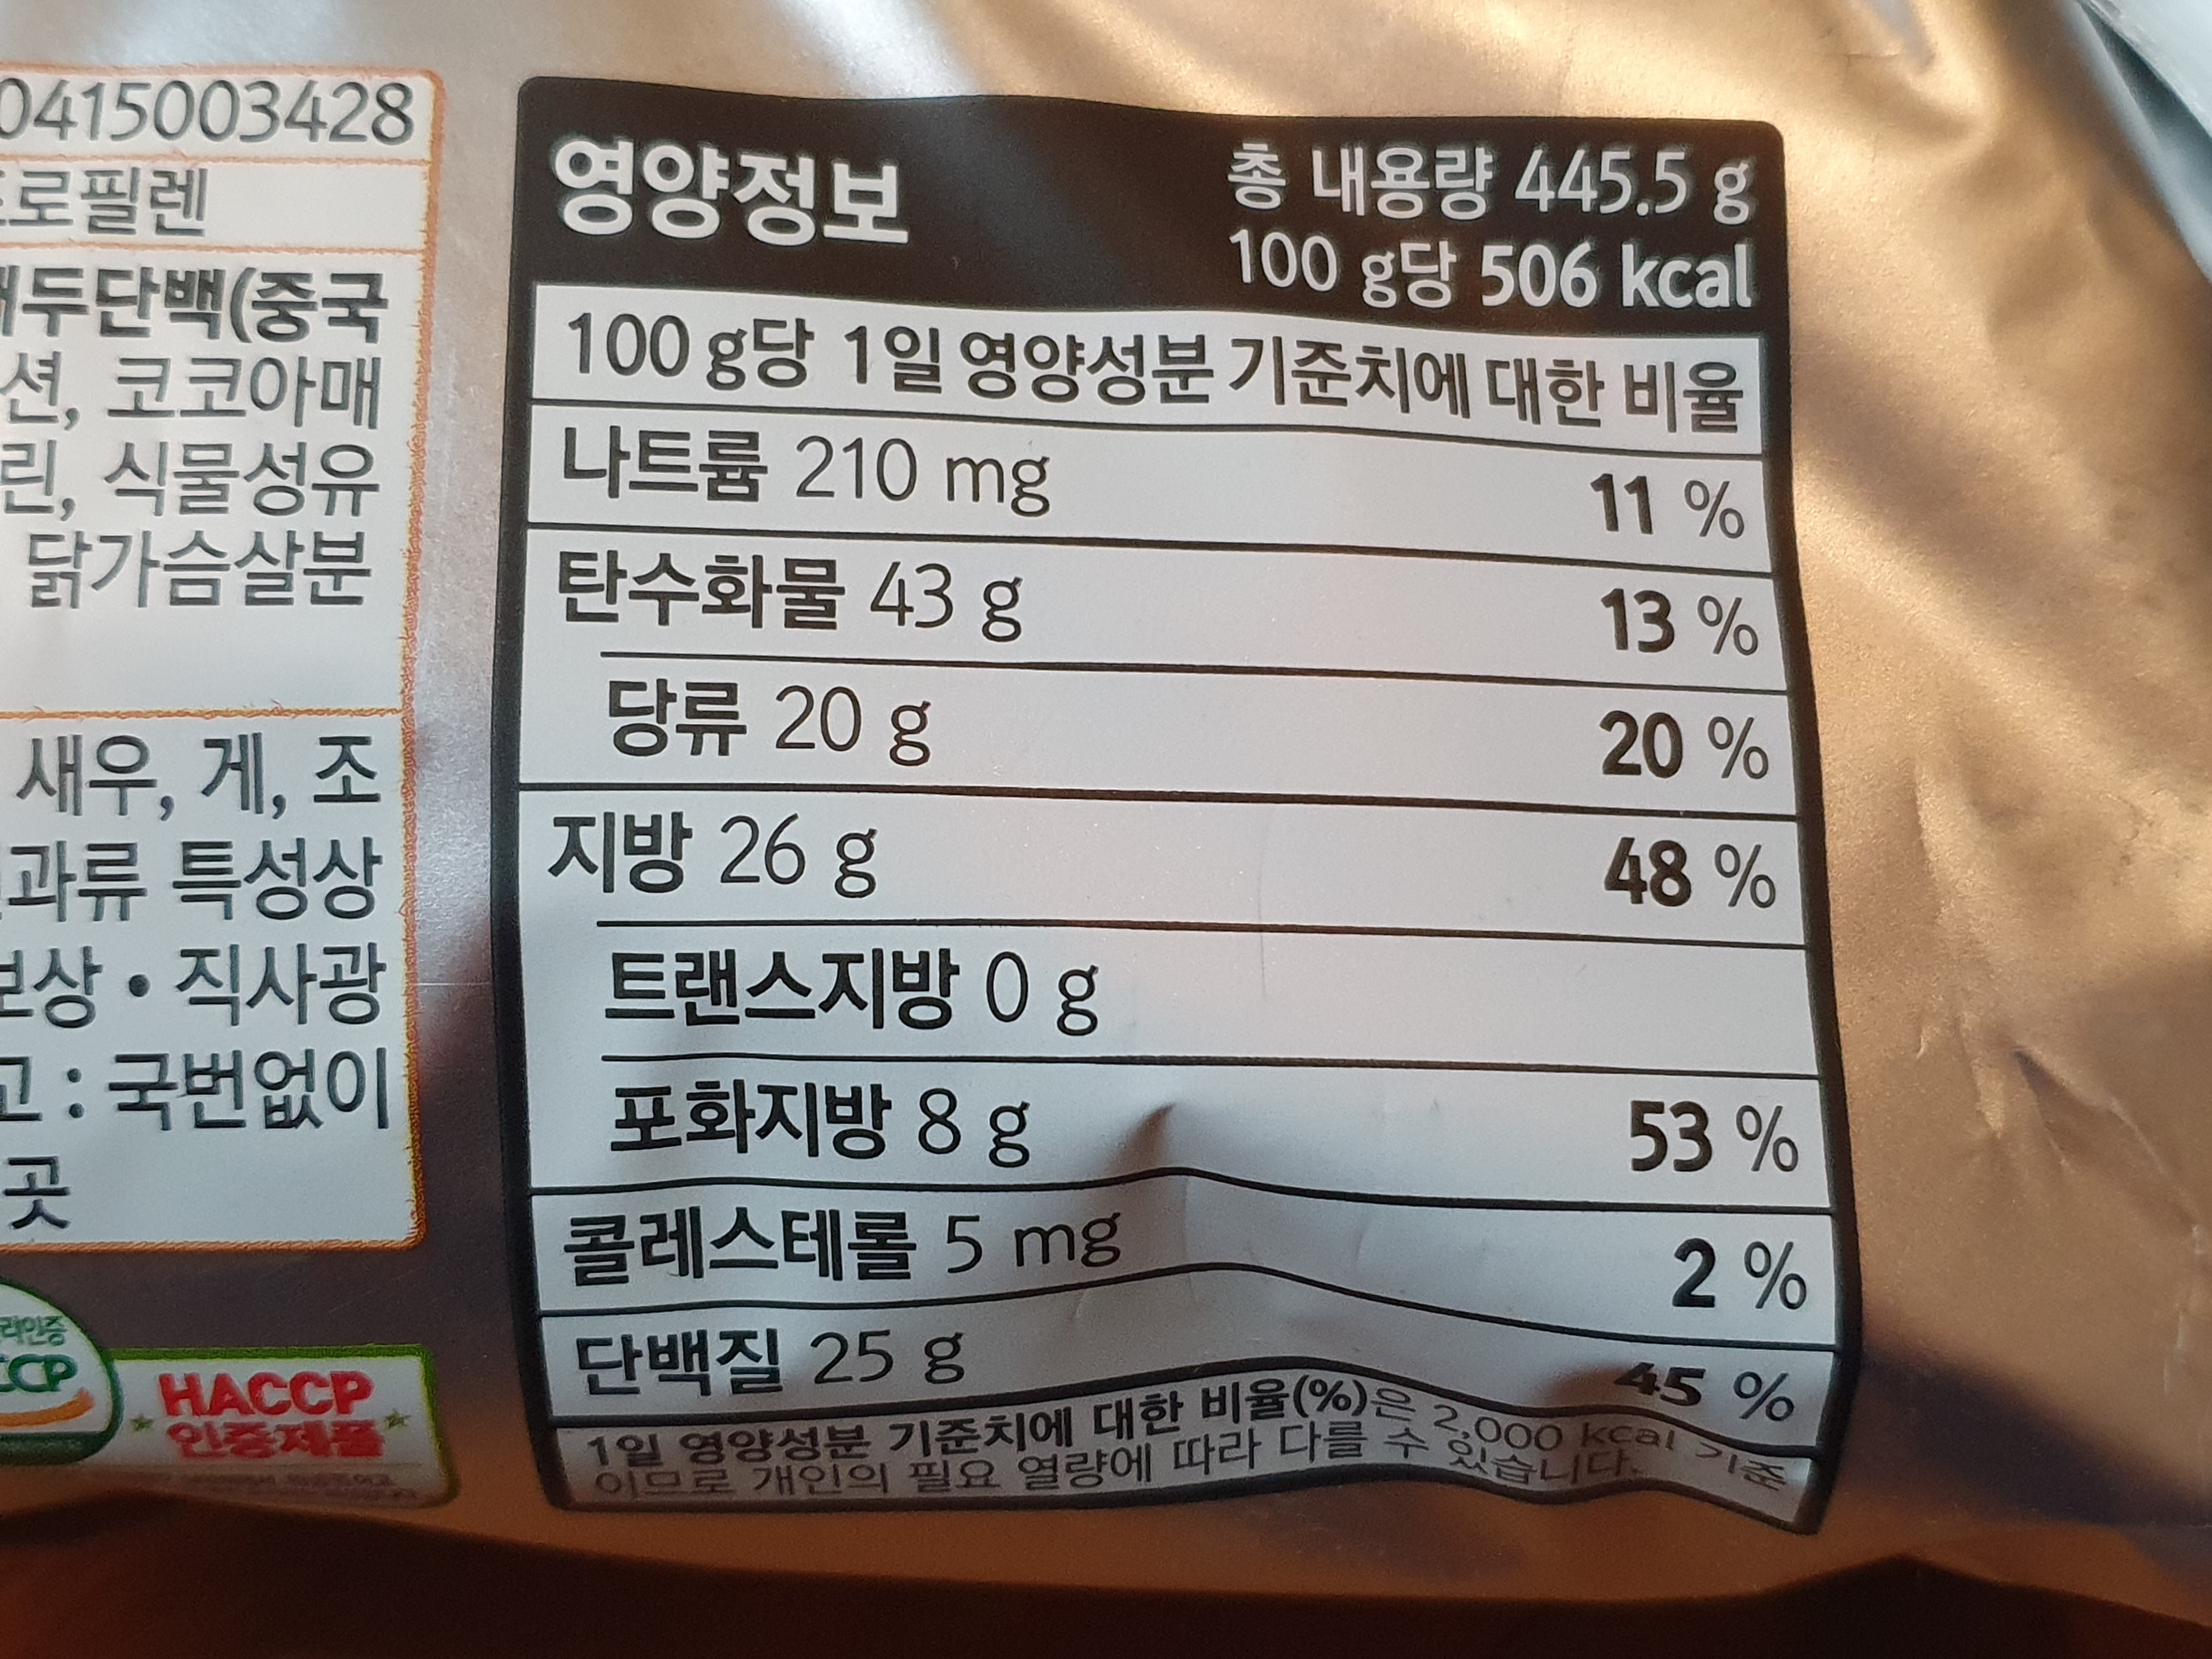 0415003428
로필렌
두단백(중국
션, 코코아매
린, 식물성유
닭가슴살분
새우, 게, 조
과류 특성상
보상 • 직사광
고 : 국번없이
곳
HACCP
인증제품
영양정보
총 내용량 445.5 g
100 g당 506 kcal
100 g당 1일 영양성분 기준치에 대한 비율
나트륨 210 mg 11 %
탄수화물 43 g 13 %
당류 20 g 20 %
지방 26 g 48 %
트랜스지방 0 g
포화지방 8 g 53 %
콜레스테롤 5 mg 2 %
단백질 25 g 45 %
1일 영양성분 기준치에 대한 비율(%)은 2,000 kcal 기준
이므로 개인의 필요 열량에 따라 다를 수 있습니다.